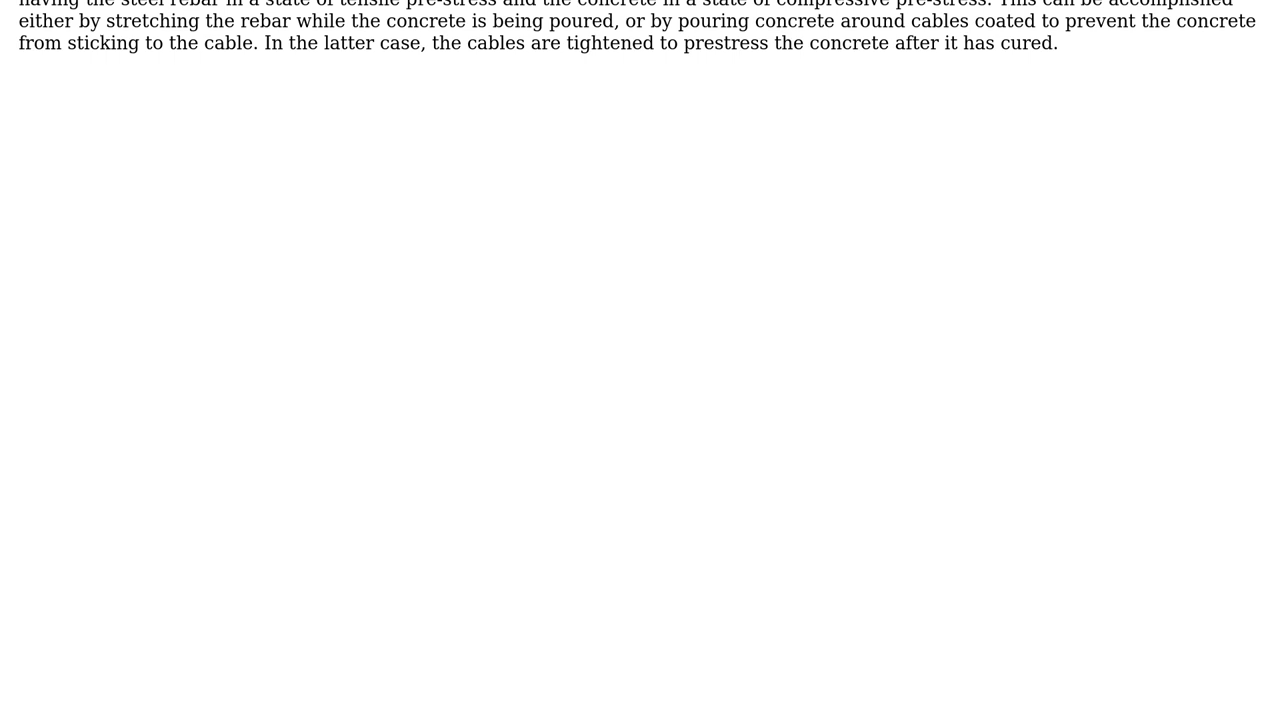 having the steel rebar in a state of tensile pre-stress and the concrete in a state of compressive pre-stress. This can be accomplished
either by stretching the rebar while the concrete is being poured, or by pouring concrete around cables coated to prevent the concrete
from sticking to the cable. In the latter case, the cables are tightened to prestress the concrete after it has cured.